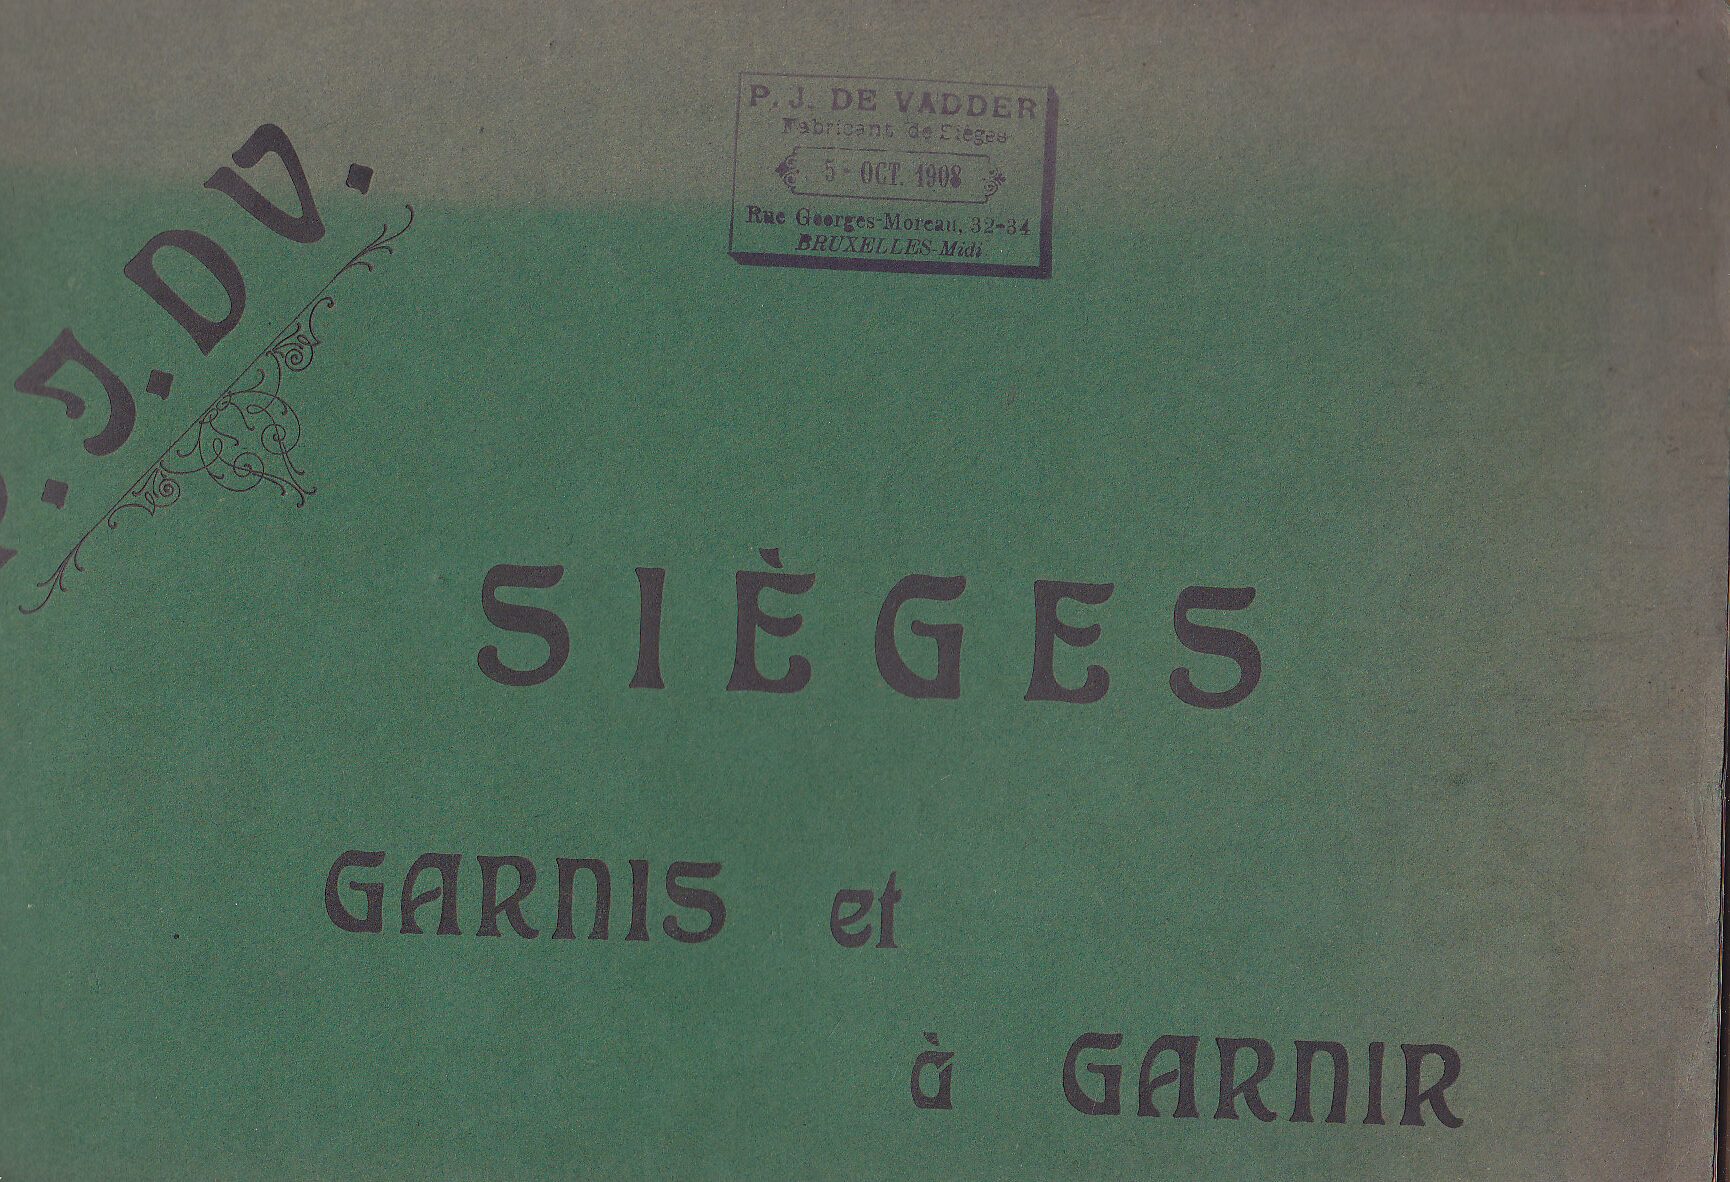 P. J. DE VADDER
Fabricant de Sièges
5 - OCT. 1908
Rue Georges-Moreau, 32-34
BRUXELLES-Midi
P.J.DV.
SIÈGES
GARNIS et
à GARNIR